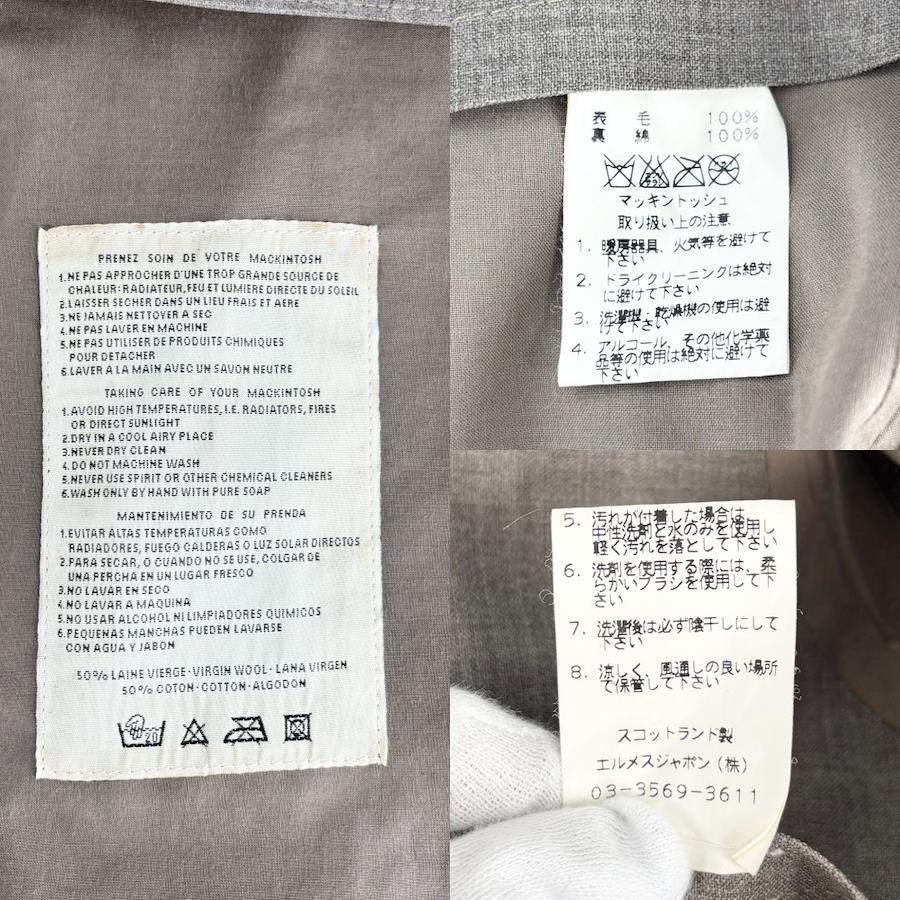 PRENEZ SOIN DE VOTRE MACKINTOSH
1.NE PAS APPROCHER D'UNE TROP GRANDE SOURCE DE
CHALEUR: RADIATEUR, FEU ET LUMIERE DIRECTE DU SOLEIL
2.LAISSER SECHER DANS UN LIEU FRAIS ET AERE
3.NE JAMAIS NETTOYER A SEC
4.NE PAS LAVER EN MACHINE
5.NE PAS UTILISER DE PRODUITS CHIMIQUES
POUR DETACHER
6.LAVER A LA MAIN AVEC UN SAVON NEUTRE
TAKING CARE OF YOUR MACKINTOSH
1.AVOID HIGH TEMPERATURES, I.E. RADIATORS, FIRES
OR DIRECT SUNLIGHT
2.DRY IN A COOL AIRY PLACE
3.NEVER DRY CLEAN
4.DO NOT MACHINE WASH
5.NEVER USE SPIRIT OR OTHER CHEMICAL CLEANERS
6.WASH ONLY BY HAND WITH PURE SOAP
MANTENIMIENTO DE SU PRENDA
1.EVITAR ALTAS TEMPERATURAS COMO
RADIADORES, FUEGO CALDERAS O LUZ SOLAR DIRECTOS
2.PARA SECAR, O CUANDO NO SE USE, COLGAR DE
UNA PERCHA EN UN LUGAR FRESCO
3.NO LAVAR EN SECO
4.NO LAVAR A MAQUINA
5.NO USAR ALCOHOL NI LIMPIADORES QUIMICOS
6.PEQUENAS MANCHAS PUEDEN LAVARSE
CON AGUA Y JABON
50% LAINE VIERGE · VIRGIN WOOL · LANA VIRGEN
50% COTON · COTTON · ALGODON
20
表 毛 100%
裏 綿 100%
マッキントッシュ
取り扱い上の注意
1. 暖房器具、火気等を避けて
下さい
2. ドライクリーニングは絶対
に避けて下さい
3. 洗濯機・乾燥機の使用は避
けて下さい
4. アルコール、その他化学薬
品等の使用は絶対に避けて
下さい
5. 汚れが付着した場合は
中性洗剤と水のみを使用し
軽く汚れを落として下さい
6. 洗剤を使用する際には、柔
らかいブラシを使用して下
さい
7. 洗濯後は必ず陰干しにして
下さい
8. 涼しく、風通しの良い場所
で保管して下さい
スコットランド製
エルメスジャポン(株)
03-3569-3611